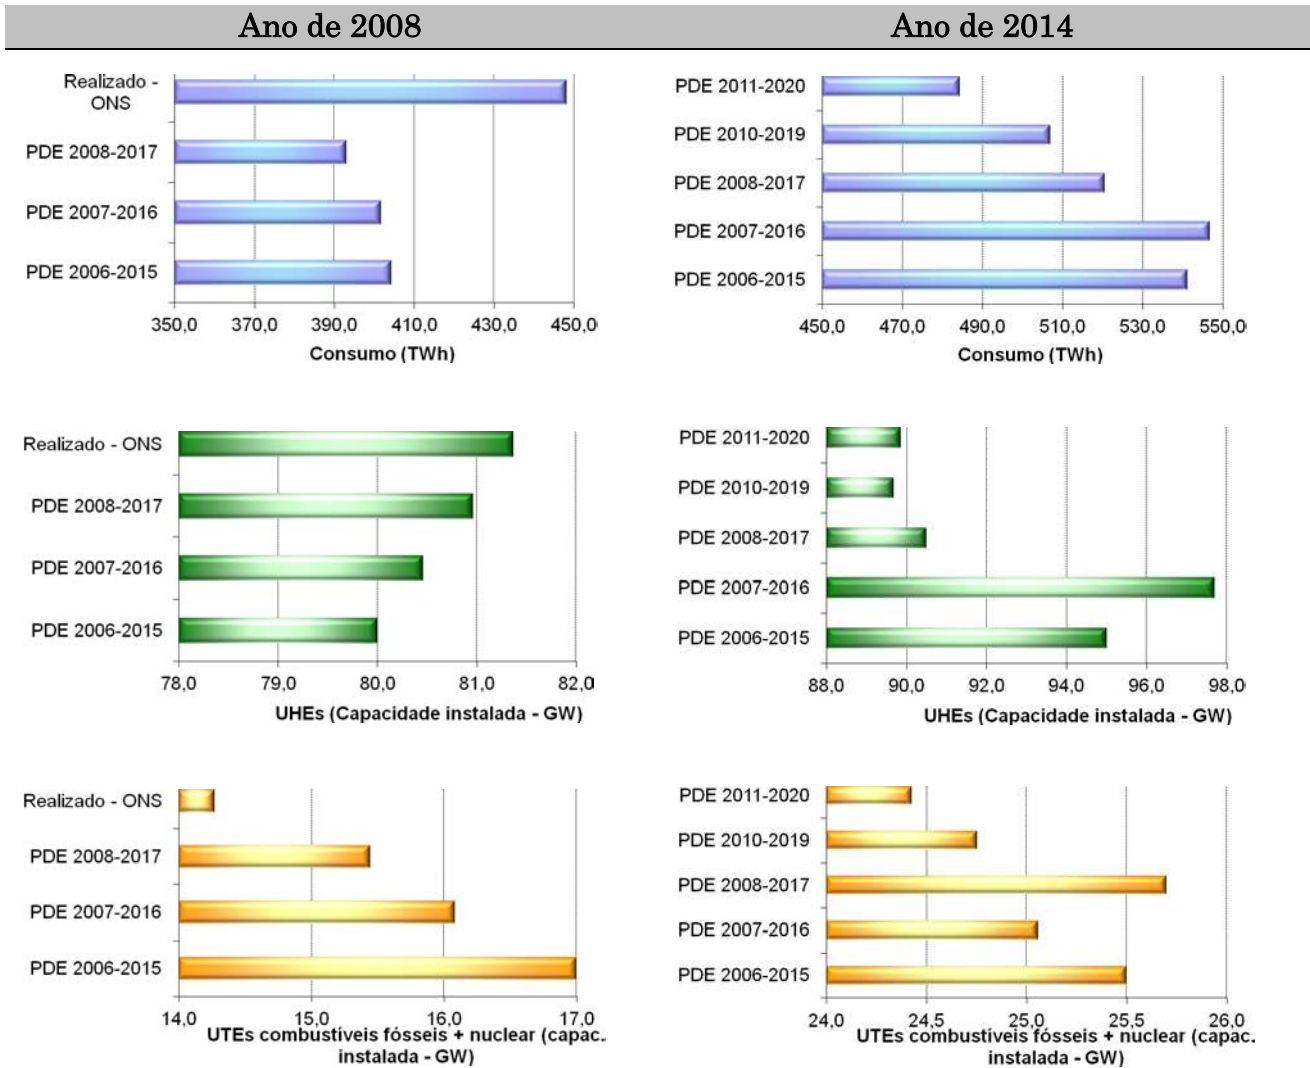 Ano de 2008
Ano de 2014
Realizado -
ONS
PDE 2008-2017
PDE 2007-2016
PDE 2006-2015
350,0 370,0 390,0 410,0 430,0 450,0
Consumo (TWh)
PDE 2011-2020
PDE 2010-2019
PDE 2008-2017
PDE 2007-2016
PDE 2006-2015
450,0 470,0 490,0 510,0 530,0 550,0
Consumo (TWh)
Realizado - ONS
PDE 2008-2017
PDE 2007-2016
PDE 2006-2015
78,0 79,0 80,0 81,0 82,0
UHEs (Capacidade instalada - GW)
PDE 2011-2020
PDE 2010-2019
PDE 2008-2017
PDE 2007-2016
PDE 2006-2015
88,0 90,0 92,0 94,0 96,0 98,0
UHEs (Capacidade instalada - GW)
Realizado - ONS
PDE 2008-2017
PDE 2007-2016
PDE 2006-2015
14,0 15,0 16,0 17,0
UTEs combustíveis fósseis + nuclear (capac.
instalada - GW)
PDE 2011-2020
PDE 2010-2019
PDE 2008-2017
PDE 2007-2016
PDE 2006-2015
24,0 24,5 25,0 25,5 26,0
UTEs combustíveis fósseis + nuclear (capac.
instalada - GW)